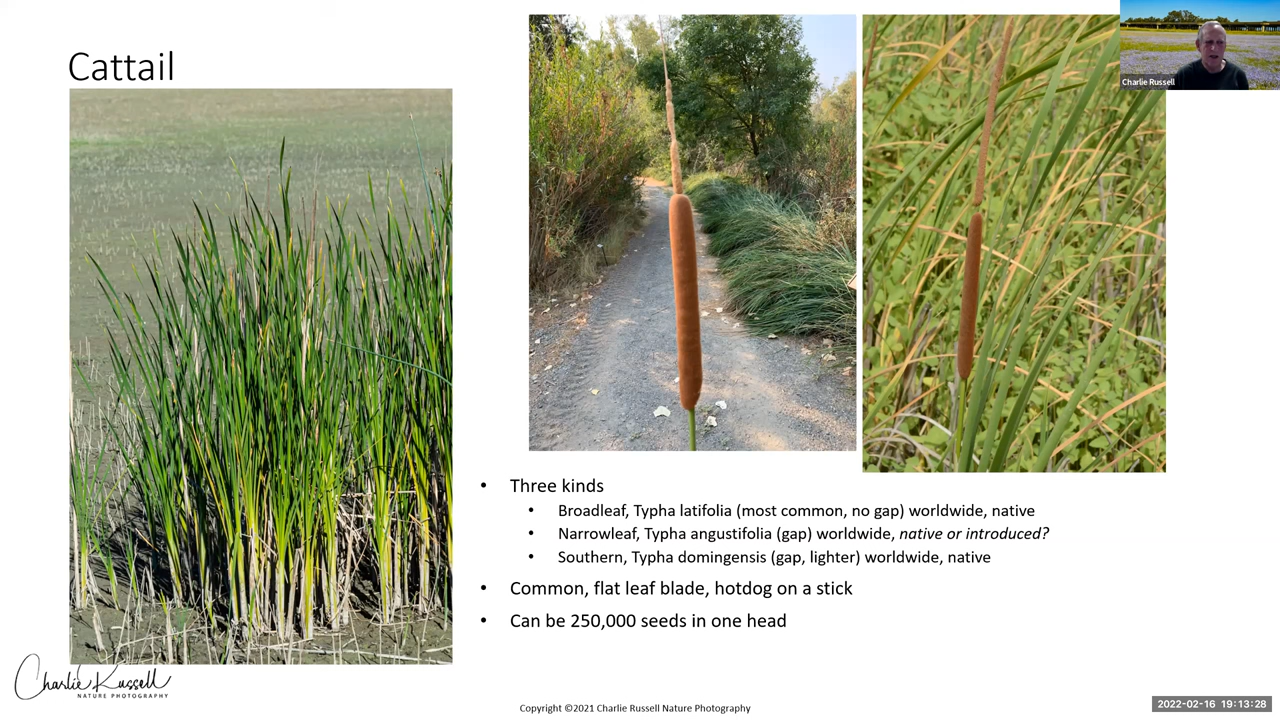 Cattail
Charlie Russell
• Three kinds
• Broadleaf, Typha latifolia (most common, no gap) worldwide, native
• Narrowleaf, Typha angustifolia (gap) worldwide, native or introduced?
• Southern, Typha domingensis (gap, lighter) worldwide, native
• Common, flat leaf blade, hotdog on a stick
• Can be 250,000 seeds in one head
Charlie Russell
NATURE PHOTOGRAPHY
Copyright ©2021 Charlie Russell Nature Photography
2022-02-16 19:13:28